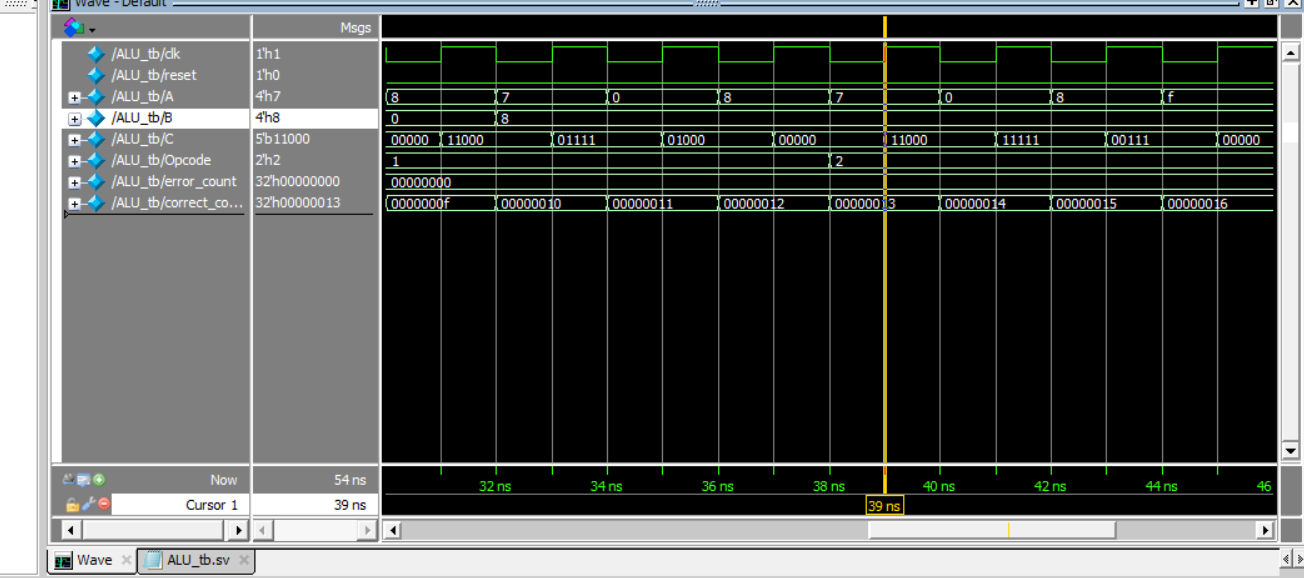 Wave - Default
Msgs
/ALU_tb/clk 1'h1
/ALU_tb/reset 1'h0
/ALU_tb/A 4'h7 8 7 0 8 7 0 8 f
/ALU_tb/B 4'h8 0 8
/ALU_tb/C 5'b11000 00000 11000 01111 01000 00000 11000 11111 00111 00000
/ALU_tb/Opcode 2'h2 1 2
/ALU_tb/error_count 32'h00000000 00000000
/ALU_tb/correct_co... 32'h00000013 0000000f 00000010 00000011 00000012 00000013 00000014 00000015 00000016
Now 54 ns 32 ns 34 ns 36 ns 38 ns 40 ns 42 ns 44 ns 46
Cursor 1 39 ns 39 ns
Wave ALU_tb.sv